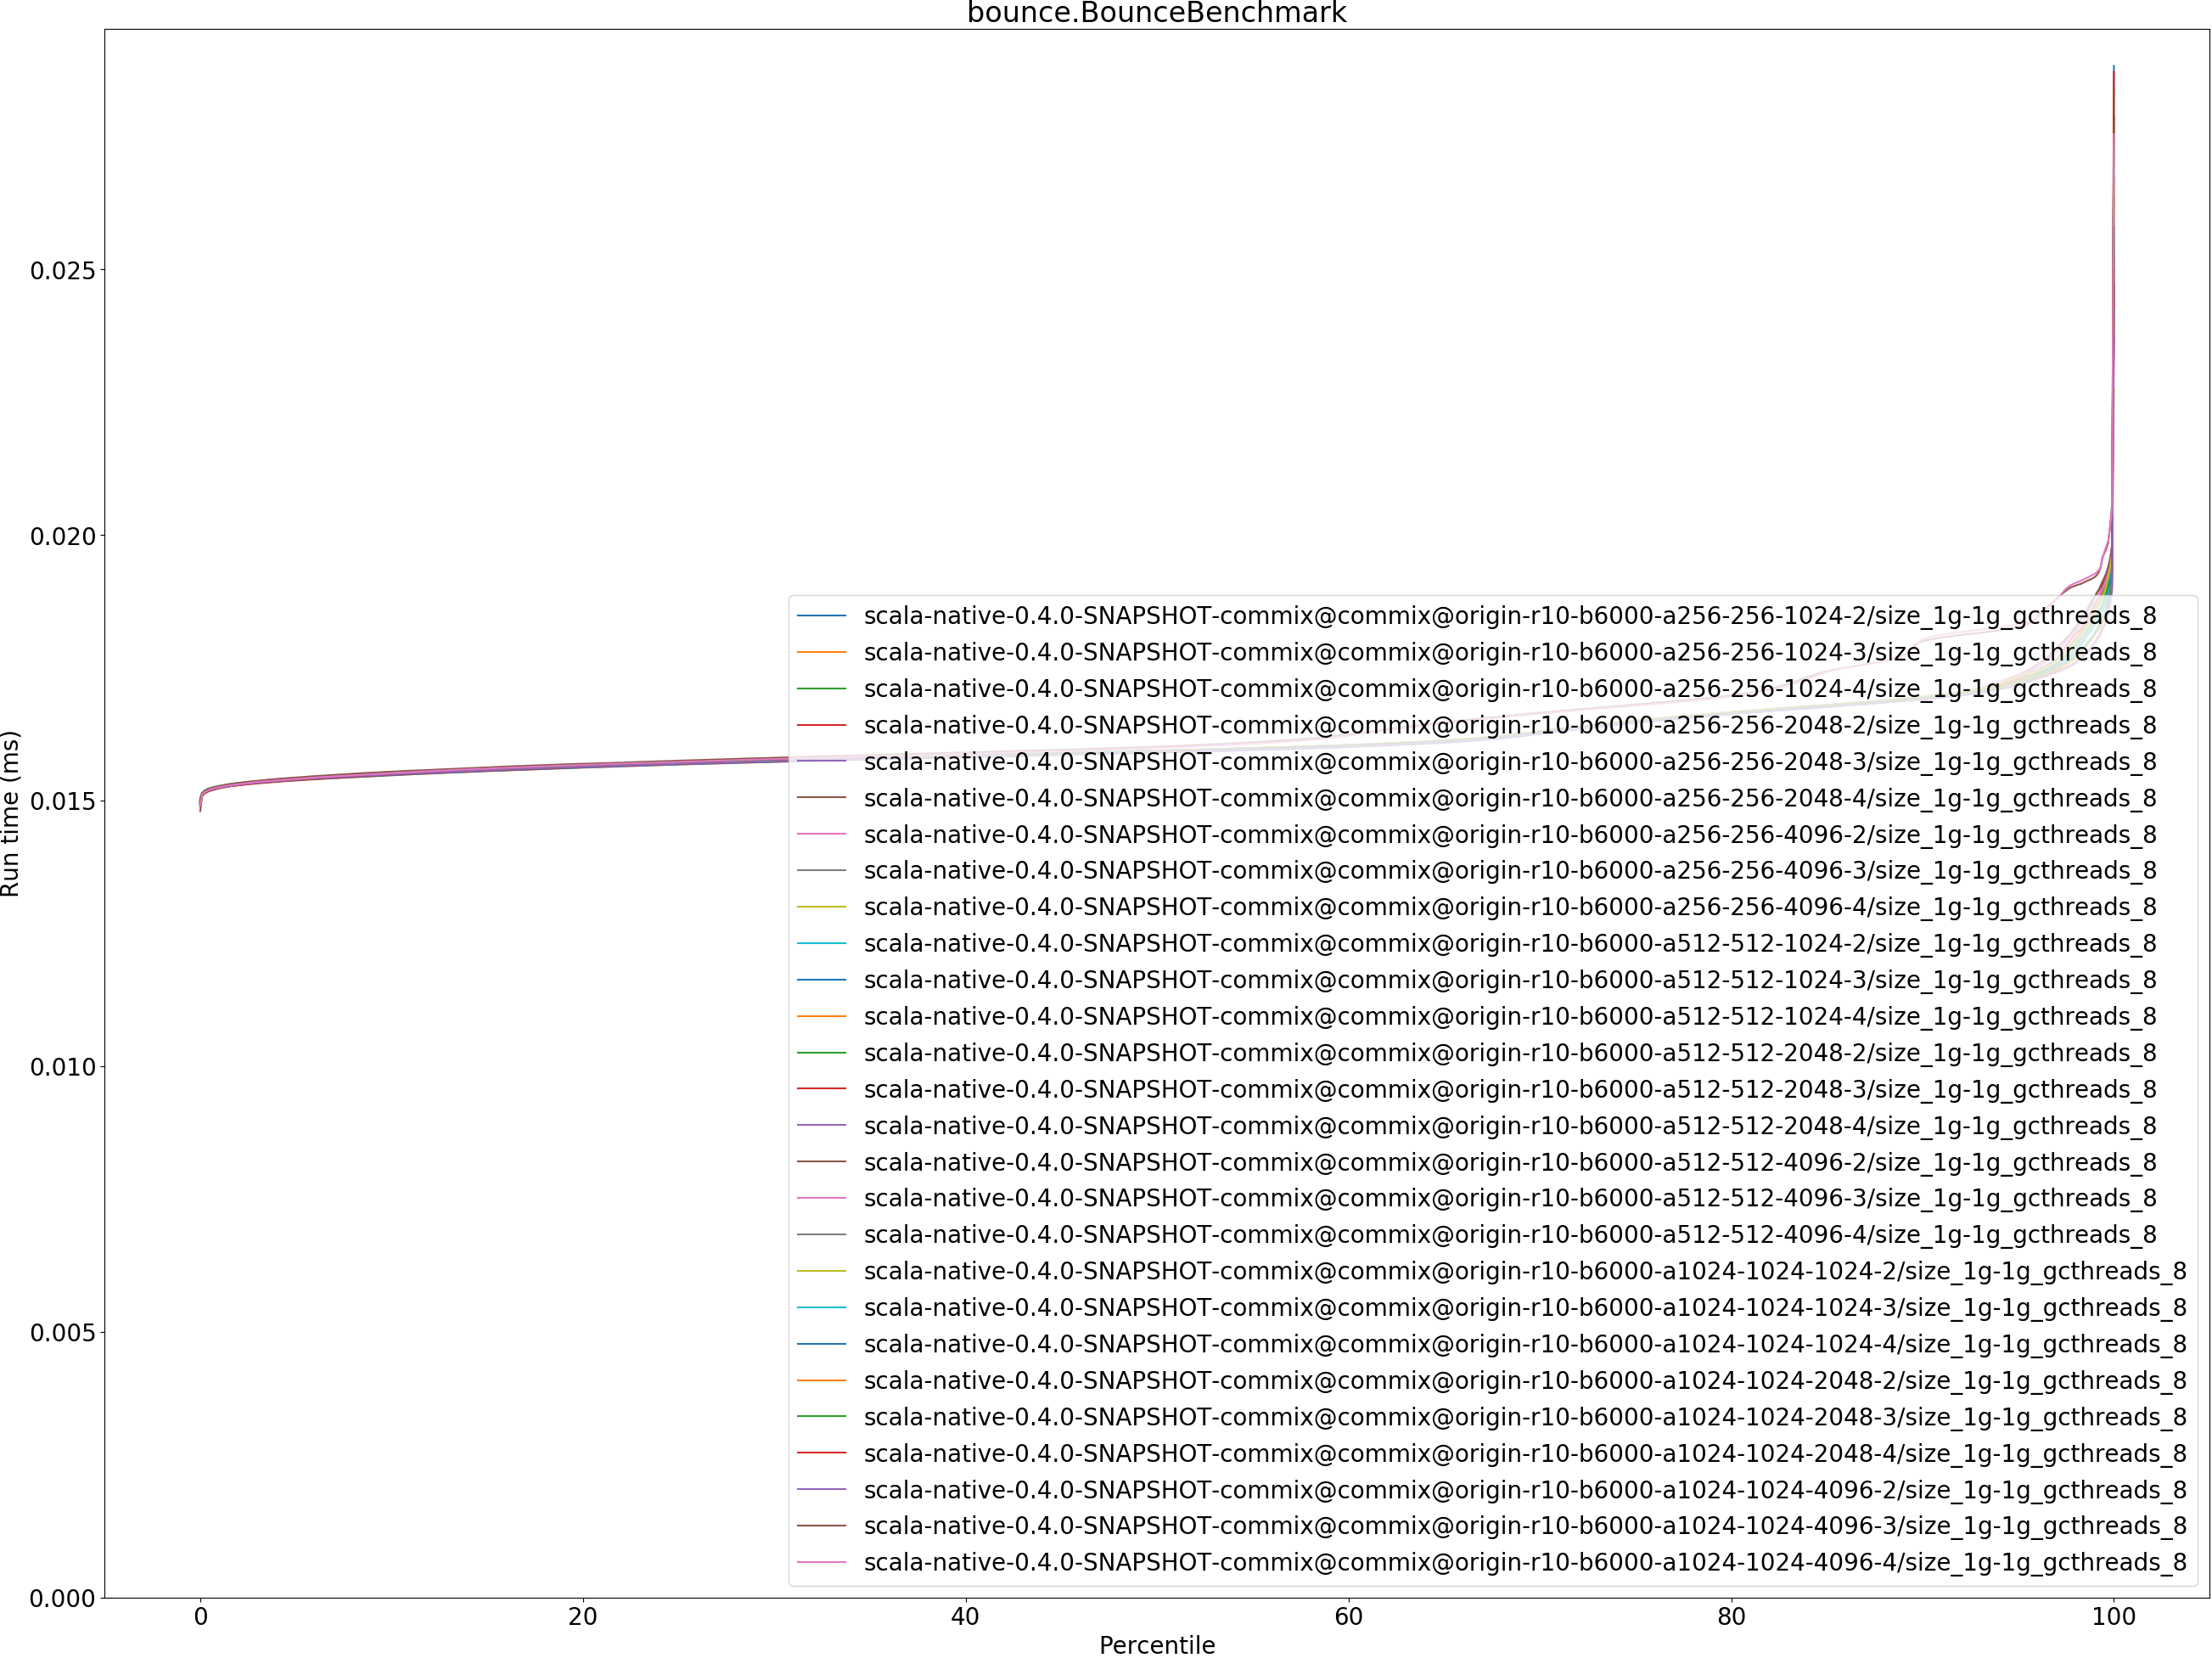 bounce.BounceBenchmark
0.025
0.020
0.015
0.010
0.005
0.000
Run time (ms)
scala-native-0.4.0-SNAPSHOT-commix@commix@origin-r10-b6000-a256-256-1024-2/size_1g-1g_gcthreads_8
scala-native-0.4.0-SNAPSHOT-commix@commix@origin-r10-b6000-a256-256-1024-3/size_1g-1g_gcthreads_8
scala-native-0.4.0-SNAPSHOT-commix@commix@origin-r10-b6000-a256-256-1024-4/size_1g-1g_gcthreads_8
scala-native-0.4.0-SNAPSHOT-commix@commix@origin-r10-b6000-a256-256-2048-2/size_1g-1g_gcthreads_8
scala-native-0.4.0-SNAPSHOT-commix@commix@origin-r10-b6000-a256-256-2048-3/size_1g-1g_gcthreads_8
scala-native-0.4.0-SNAPSHOT-commix@commix@origin-r10-b6000-a256-256-2048-4/size_1g-1g_gcthreads_8
scala-native-0.4.0-SNAPSHOT-commix@commix@origin-r10-b6000-a256-256-4096-2/size_1g-1g_gcthreads_8
scala-native-0.4.0-SNAPSHOT-commix@commix@origin-r10-b6000-a256-256-4096-3/size_1g-1g_gcthreads_8
scala-native-0.4.0-SNAPSHOT-commix@commix@origin-r10-b6000-a256-256-4096-4/size_1g-1g_gcthreads_8
scala-native-0.4.0-SNAPSHOT-commix@commix@origin-r10-b6000-a512-512-1024-2/size_1g-1g_gcthreads_8
scala-native-0.4.0-SNAPSHOT-commix@commix@origin-r10-b6000-a512-512-1024-3/size_1g-1g_gcthreads_8
scala-native-0.4.0-SNAPSHOT-commix@commix@origin-r10-b6000-a512-512-1024-4/size_1g-1g_gcthreads_8
scala-native-0.4.0-SNAPSHOT-commix@commix@origin-r10-b6000-a512-512-2048-2/size_1g-1g_gcthreads_8
scala-native-0.4.0-SNAPSHOT-commix@commix@origin-r10-b6000-a512-512-2048-3/size_1g-1g_gcthreads_8
scala-native-0.4.0-SNAPSHOT-commix@commix@origin-r10-b6000-a512-512-2048-4/size_1g-1g_gcthreads_8
scala-native-0.4.0-SNAPSHOT-commix@commix@origin-r10-b6000-a512-512-4096-2/size_1g-1g_gcthreads_8
scala-native-0.4.0-SNAPSHOT-commix@commix@origin-r10-b6000-a512-512-4096-3/size_1g-1g_gcthreads_8
scala-native-0.4.0-SNAPSHOT-commix@commix@origin-r10-b6000-a512-512-4096-4/size_1g-1g_gcthreads_8
scala-native-0.4.0-SNAPSHOT-commix@commix@origin-r10-b6000-a1024-1024-1024-2/size_1g-1g_gcthreads_8
scala-native-0.4.0-SNAPSHOT-commix@commix@origin-r10-b6000-a1024-1024-1024-3/size_1g-1g_gcthreads_8
scala-native-0.4.0-SNAPSHOT-commix@commix@origin-r10-b6000-a1024-1024-1024-4/size_1g-1g_gcthreads_8
scala-native-0.4.0-SNAPSHOT-commix@commix@origin-r10-b6000-a1024-1024-2048-2/size_1g-1g_gcthreads_8
scala-native-0.4.0-SNAPSHOT-commix@commix@origin-r10-b6000-a1024-1024-2048-3/size_1g-1g_gcthreads_8
scala-native-0.4.0-SNAPSHOT-commix@commix@origin-r10-b6000-a1024-1024-2048-4/size_1g-1g_gcthreads_8
scala-native-0.4.0-SNAPSHOT-commix@commix@origin-r10-b6000-a1024-1024-4096-2/size_1g-1g_gcthreads_8
scala-native-0.4.0-SNAPSHOT-commix@commix@origin-r10-b6000-a1024-1024-4096-3/size_1g-1g_gcthreads_8
scala-native-0.4.0-SNAPSHOT-commix@commix@origin-r10-b6000-a1024-1024-4096-4/size_1g-1g_gcthreads_8
0 20 40 60 80 100
Percentile